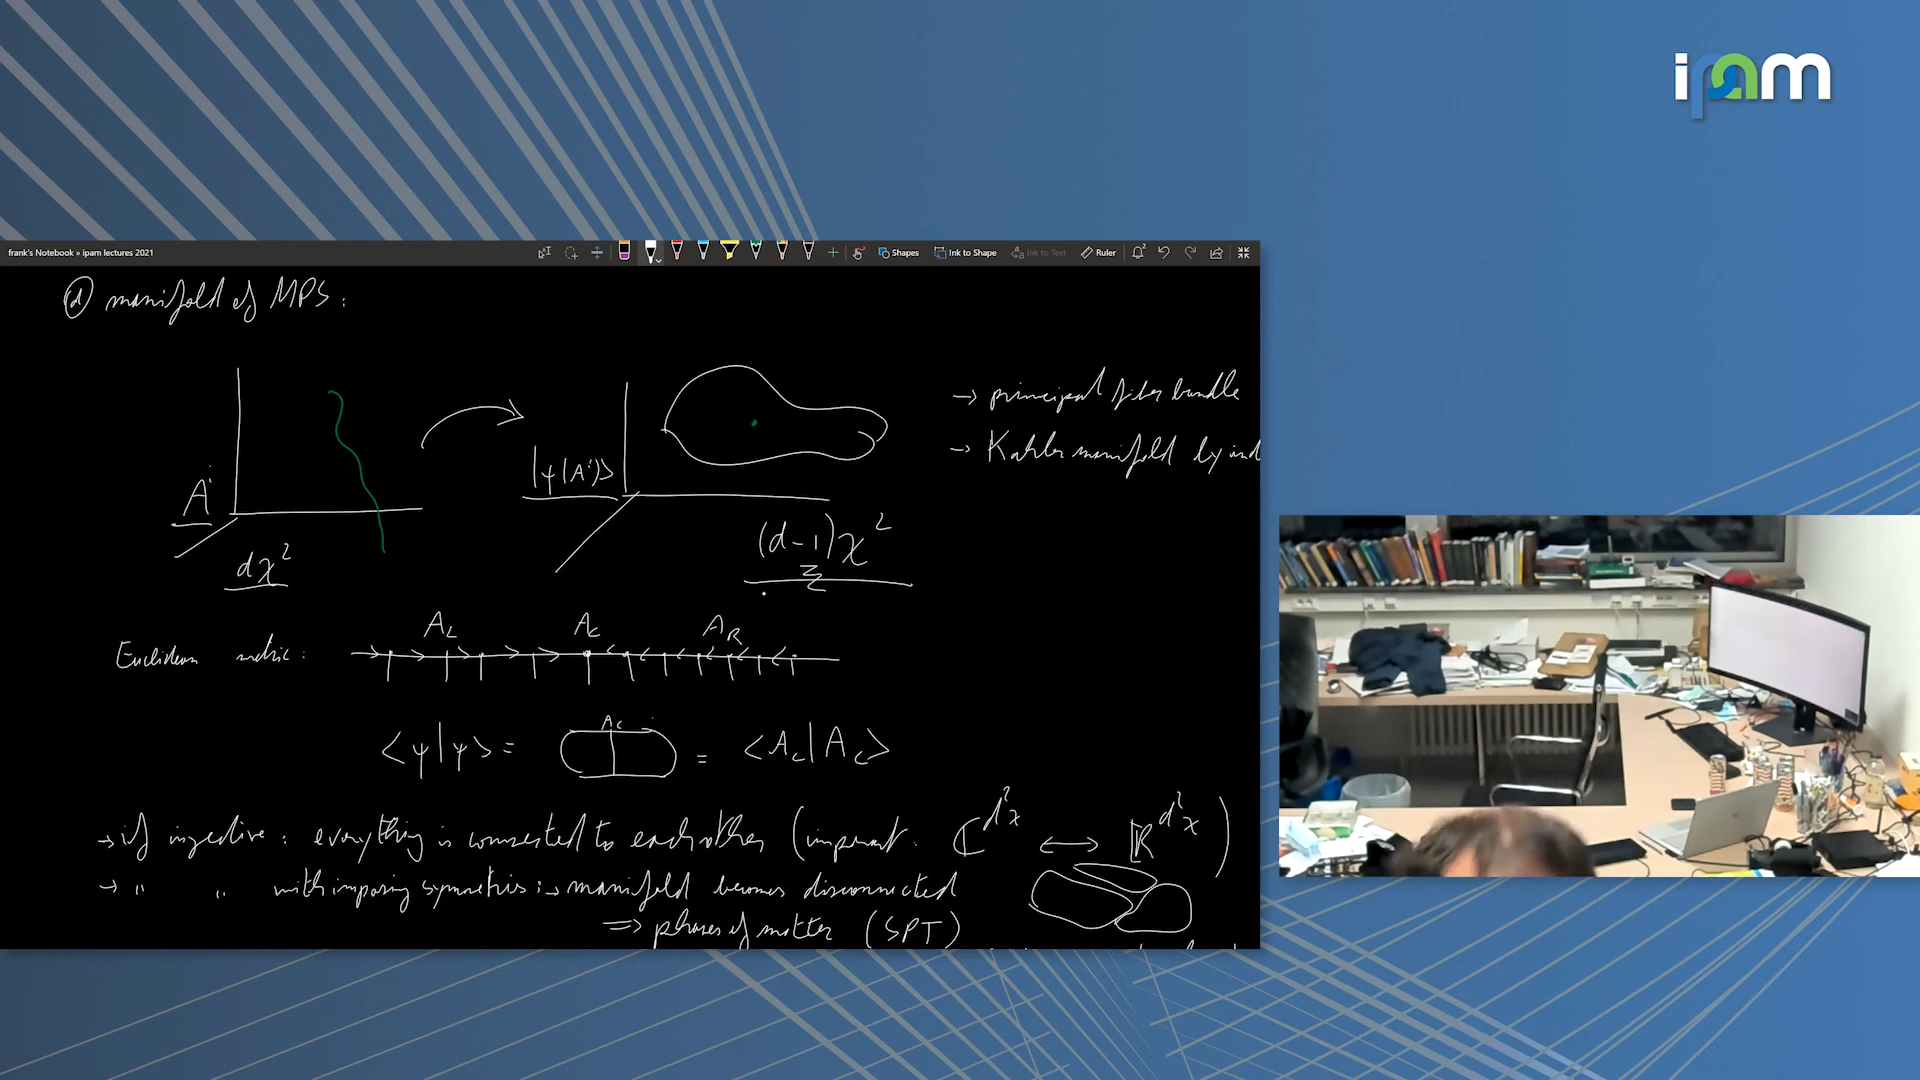 ipam
frank's Notebook » ipam lectures 2021
Shapes
Ink to Shape
Ink to Text
Ruler
d manifold of MPS:
→ principal fiber bundle
→ Kahler manifold by ind
A^i
|ψ(A^i)>
dχ²
(d-1)χ²
Euclidean metric:
A_L A_C A_R
<ψ|ψ> = A_c = <A_c|A_c>
→ if injective: everything is connected to each other (imparat. ℂ^{d²χ} ↔ ℝ^{d²χ})
→ " " with imposing symmetries: → manifold becomes disconnected
⇒ phases of matter (SPT)